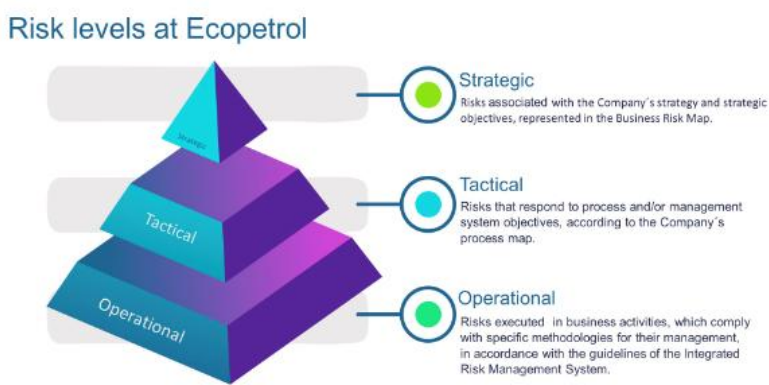 Risk levels at Ecopetrol
Strategic
Strategic
Risks associated with the Company´s strategy and strategic
objectives, represented in the Business Risk Map.
Tactical
Tactical
Risks that respond to process and/or management
system objectives, according to the Company´s
process map.
Operational
Operational
Risks executed in business activities, which comply
with specific methodologies for their management,
in accordance with the guidelines of the Integrated
Risk Management System.